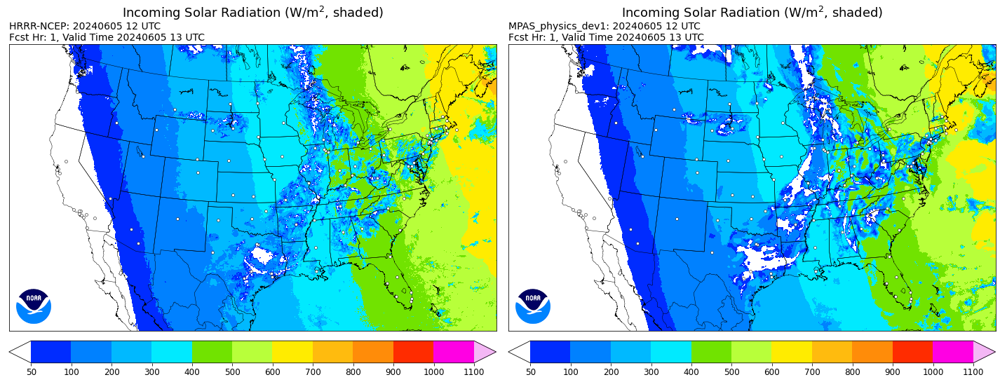 Incoming Solar Radiation (W/m², shaded)
HRRR-NCEP: 20240605 12 UTC
Fcst Hr: 1, Valid Time 20240605 13 UTC
NOAA
50 100 200 300 400 500 600 700 800 900 1000 1100
Incoming Solar Radiation (W/m², shaded)
MPAS_physics_dev1: 20240605 12 UTC
Fcst Hr: 1, Valid Time 20240605 13 UTC
NOAA
50 100 200 300 400 500 600 700 800 900 1000 1100